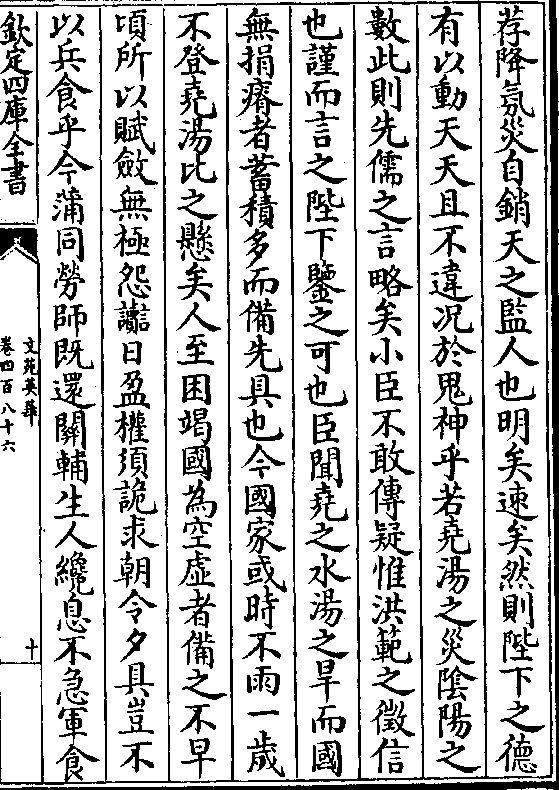 荐降氛災自銷天之監人也明矣速矣然則陛下之德
有以動天天且不違况於鬼神乎若堯湯之災陰陽之
數此則先儒之言略矣小臣不敢傳疑惟洪範之徵信
也謹而言之陛下鑒之可也臣聞堯之水湯之旱而國
無捐瘠者蓄積多而備先具也今國家或時不雨一歲
不登堯湯比之懸矣人至困竭國為空虚者備之不早
頃所以賦斂無極怨讟日盈權須詭求朝令夕具豈不
以兵食乎今蒲同勞師既還關輔生人纔息不急軍食
欽定四庫全書
文苑英華
卷四百八十六
十